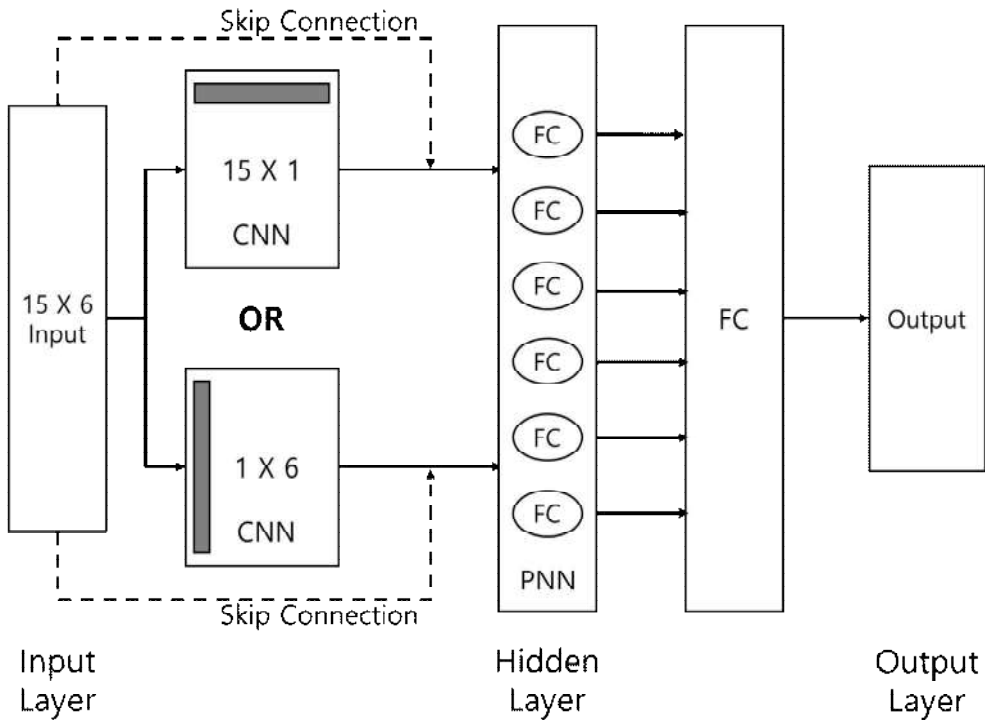 Skip Connection
15 X 1
CNN
15 X 6
Input
OR
1 X 6
CNN
Skip Connection
FC
FC
FC
FC
FC
FC
PNN
FC
Output
Input
Layer
Hidden
Layer
Output
Layer